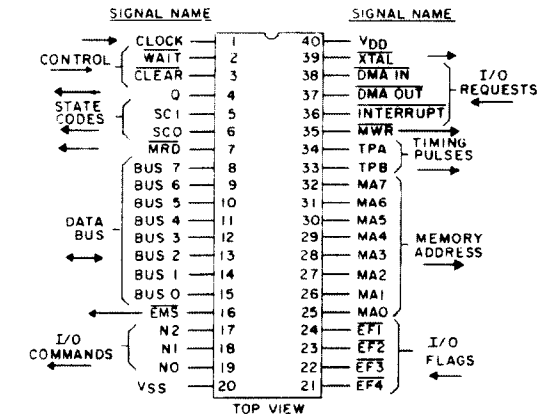 SIGNAL NAME SIGNAL NAME
CLOCK 1 40 VDD
CONTROL WAIT 2 39 XTAL
CLEAR 3 38 DMA IN I/O
Q 4 37 DMA OUT REQUESTS
STATE CODES SC1 5 36 INTERRUPT
SC0 6 35 MWR
MRD 7 34 TPA TIMING PULSES
BUS 7 8 33 TPB
BUS 6 9 32 MA7
BUS 5 10 31 MA6
DATA BUS BUS 4 11 30 MA5
BUS 3 12 29 MA4 MEMORY
BUS 2 13 28 MA3 ADDRESS
BUS 1 14 27 MA2
BUS 0 15 26 MA1
EMS 16 25 MA0
N2 17 24 EF1
I/O COMMANDS N1 18 23 EF2 I/O FLAGS
N0 19 22 EF3
VSS 20 21 EF4
TOP VIEW